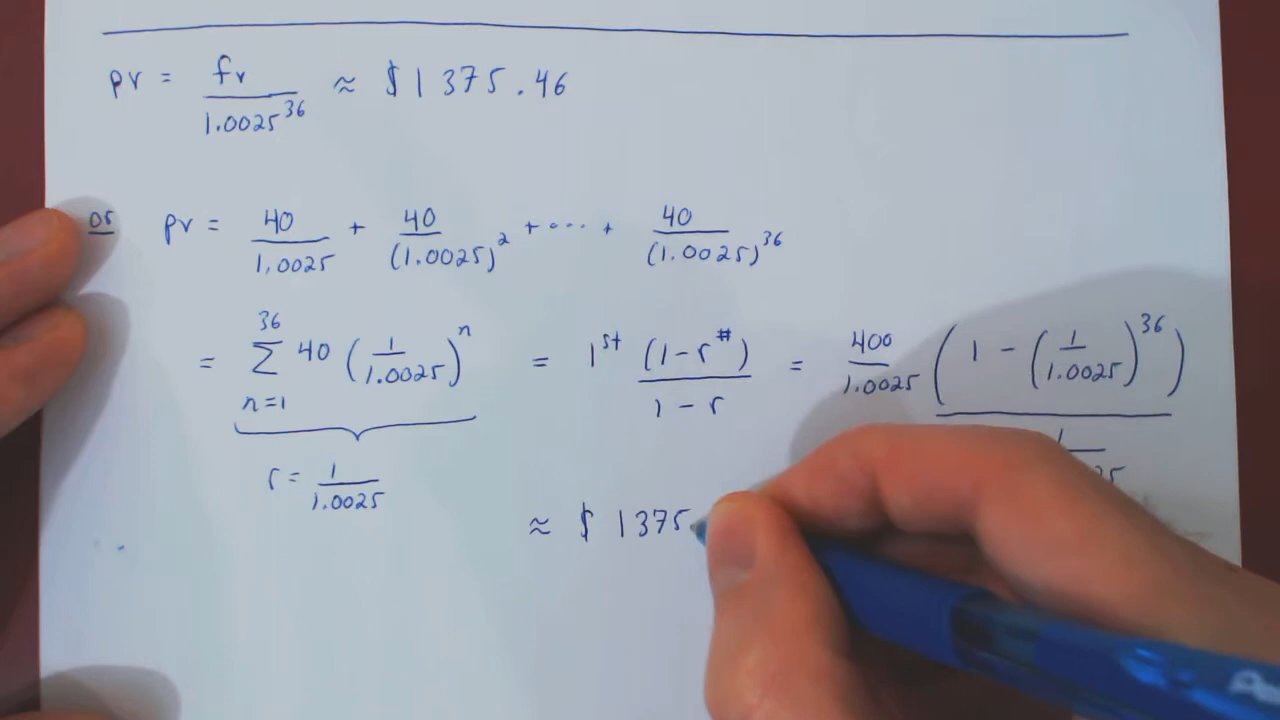 pv = fv / 1.0025^36 ≈ $1375.46
or pv = 40 / 1.0025 + 40 / (1.0025)^2 + ... + 40 / (1.0025)^36
= 36 Σ n=1 40 (1 / 1.0025)^n = 1st (1-r^#) / 1-r = 400 / 1.0025 (1 - (1 / 1.0025)^36)
r = 1 / 1.0025
≈ $1375